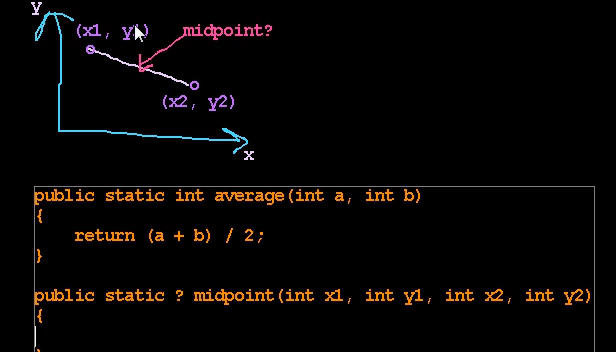 y
(x1, y1) midpoint?
(x2, y2)
x
public static int average(int a, int b)
{
return (a + b) / 2;
}
public static ? midpoint(int x1, int y1, int x2, int y2)
{
}